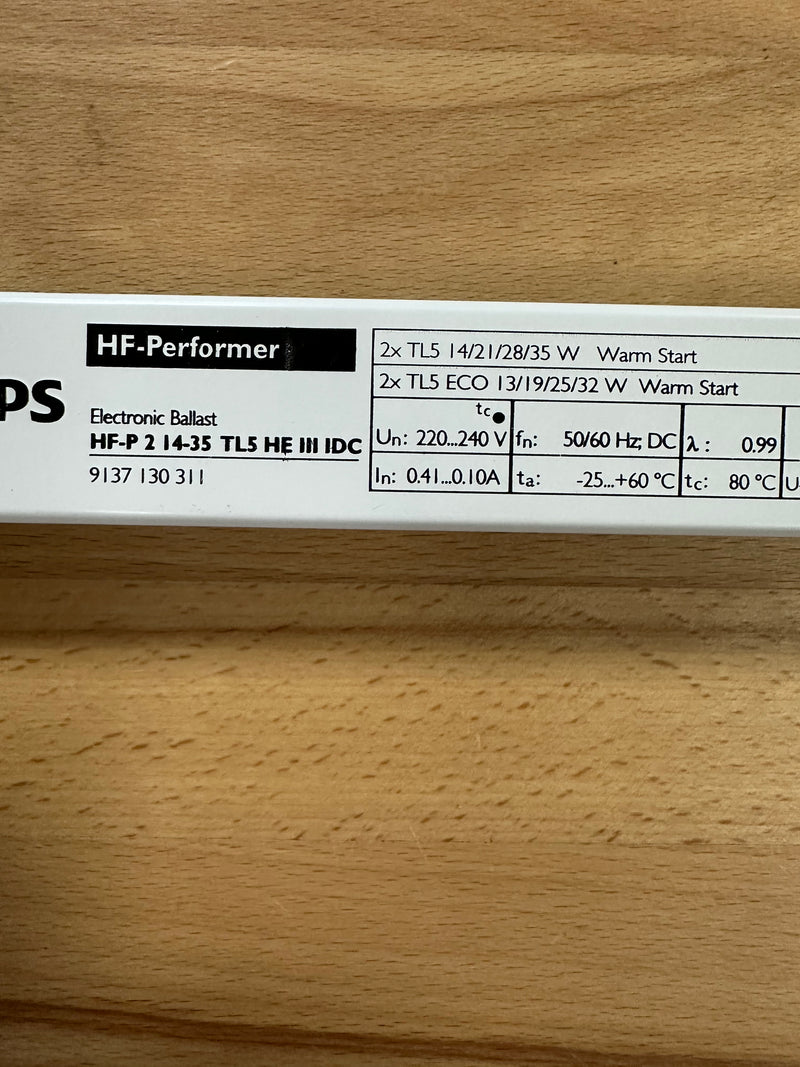 PS
HF-Performer
Electronic Ballast
HF-P 2 14-35 TL5 HE III IDC
9137 130 311
2x TL5 14/21/28/35 W Warm Start
2x TL5 ECO 13/19/25/32 W Warm Start
tc
Un: 220...240 V fn: 50/60 Hz; DC λ: 0.99
In: 0.41...0.10A ta: -25...+60 °C tc: 80 °C U